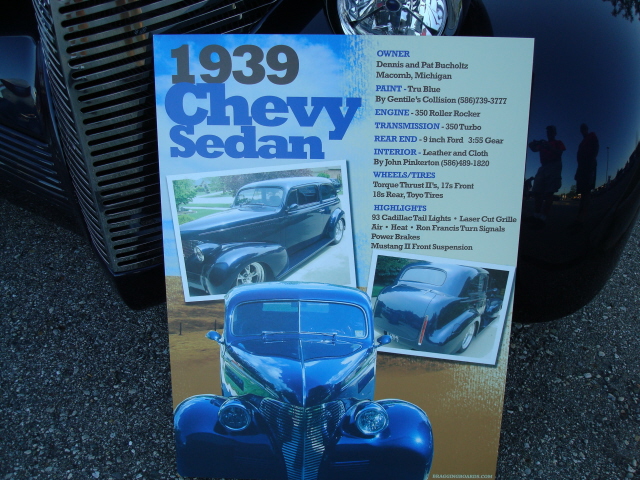 1939
Chevy
Sedan
OWNER
Dennis and Pat Bucholtz
Macomb, Michigan
PAINT - Tru Blue
By Gentile's Collision (586)739-3777
ENGINE - 350 Roller Rocker
TRANSMISSION - 350 Turbo
REAR END - 9 inch Ford 3:55 Gear
INTERIOR - Leather and Cloth
By John Pinkerton (586)489-1820
WHEELS/TIRES
Torque Thrust II's, 17s Front
18s Rear, Toyo Tires
HIGHLIGHTS
93 Cadillac Tail Lights • Laser Cut Grille
Air • Heat • Ron Francis Turn Signals
Power Brakes
Mustang II Front Suspension